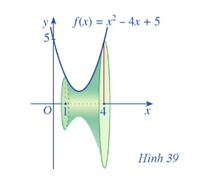 y
f(x) = x² − 4x + 5
5
O 1 4 x
Hình 39